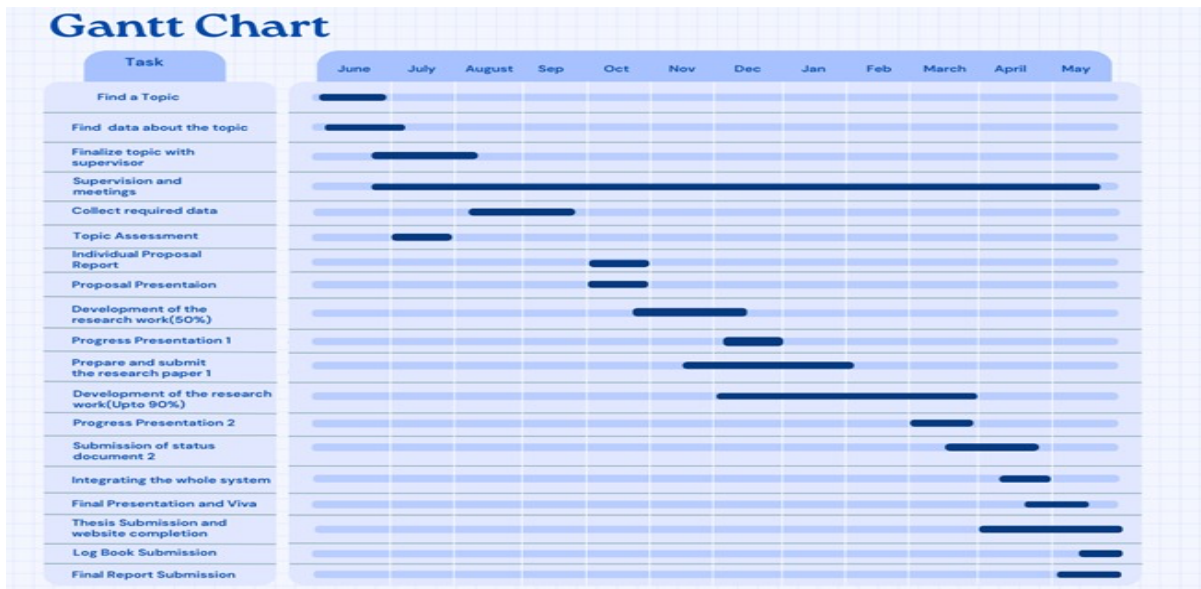 Gantt Chart
Task
June July August Sep Oct Nov Dec Jan Feb March April May
Find a Topic
Find data about the topic
Finalize topic with
supervisor
Supervision and
meetings
Collect required data
Topic Assessment
Individual Proposal
Report
Proposal Presentaion
Development of the
research work(50%)
Progress Presentation 1
Prepare and submit
the research paper 1
Development of the research
work(Upto 90%)
Progress Presentation 2
Submission of status
document 2
Integrating the whole system
Final Presentation and Viva
Thesis Submission and
website completion
Log Book Submission
Final Report Submission